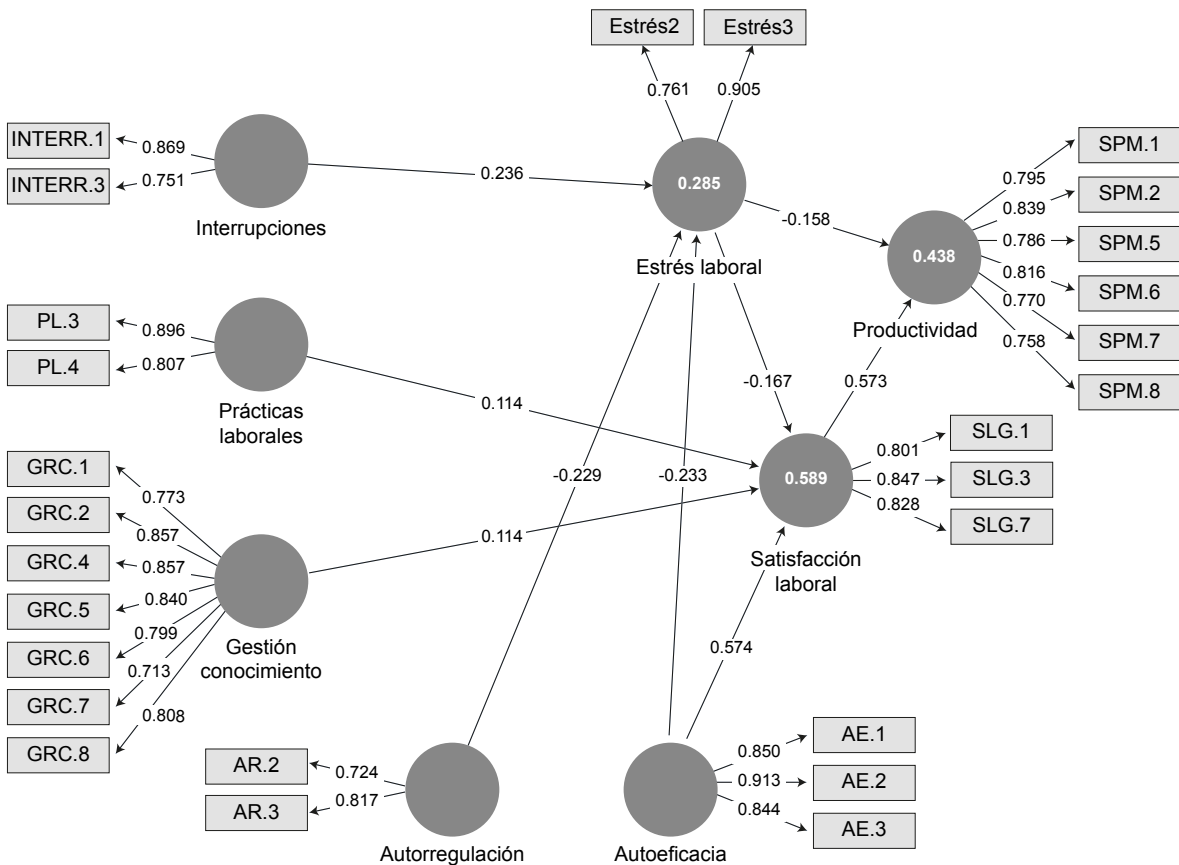 Estrés2
Estrés3
0.761
0.905
INTERR.1
INTERR.3
0.869
0.751
Interrupciones
0.236
0.285
Estrés laboral
-0.158
0.438
Productividad
0.795
0.839
0.786
0.816
0.770
0.758
SPM.1
SPM.2
SPM.5
SPM.6
SPM.7
SPM.8
PL.3
PL.4
0.896
0.807
Prácticas
laborales
0.114
-0.167
0.573
0.589
Satisfacción
laboral
0.801
0.847
0.828
SLG.1
SLG.3
SLG.7
GRC.1
GRC.2
GRC.4
GRC.5
GRC.6
GRC.7
GRC.8
0.773
0.857
0.857
0.840
0.799
0.713
0.808
Gestión
conocimiento
0.114
-0.229
-0.233
0.574
AR.2
AR.3
0.724
0.817
Autorregulación
Autoeficacia
0.850
0.913
0.844
AE.1
AE.2
AE.3